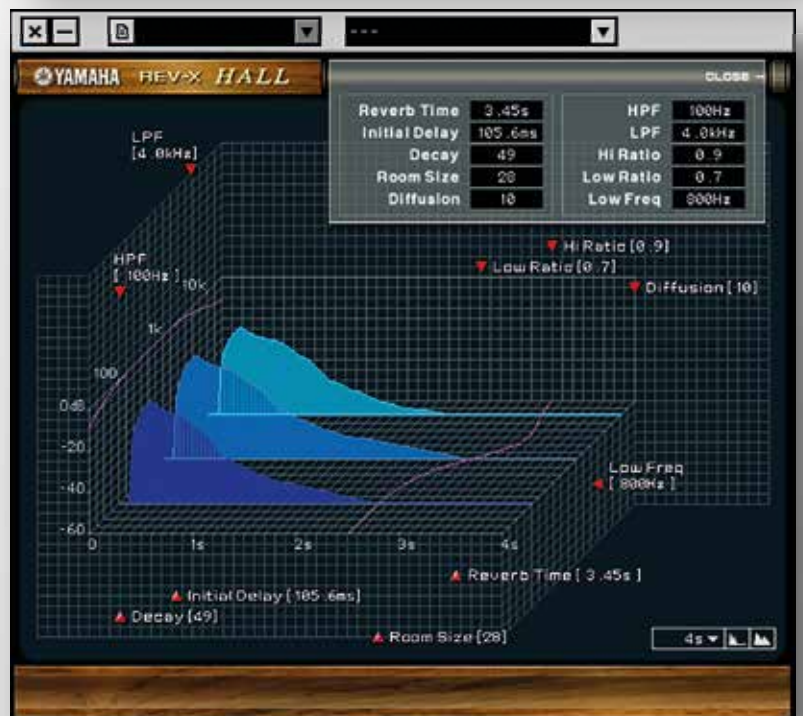 ---
YAMAHA REV-X HALL
CLOSE
Reverb Time 3.45s
Initial Delay 105.6ms
Decay 49
Room Size 28
Diffusion 10
HPF 100Hz
LPF 4.0kHz
Hi Ratio 0.9
Low Ratio 0.7
Low Freq 800Hz
LPF
[4.0kHz]
HPF
[100Hz]
Hi Ratio [0.9]
Low Ratio [0.7]
Diffusion [10]
10k
1k
100
0dB
-20
-40
-60
Low Freq
[800Hz]
0 1s 2s 3s 4s
Reverb Time [3.45s]
Initial Delay [105.6ms]
Decay [49]
Room Size [28]
4s